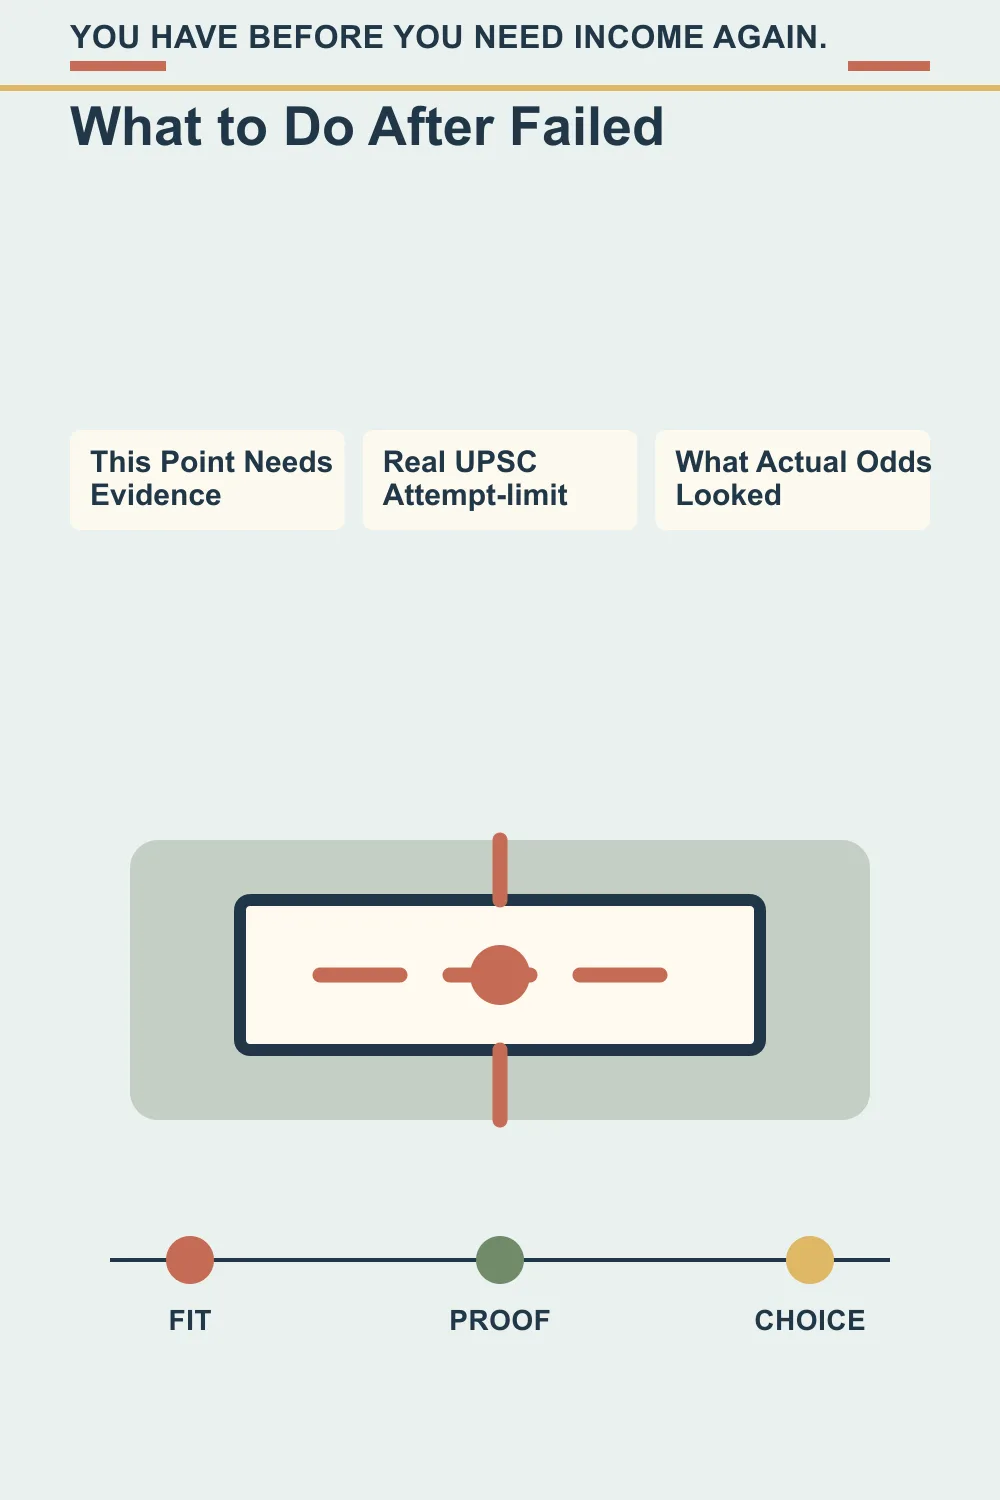 YOU HAVE BEFORE YOU NEED INCOME AGAIN.
What to Do After Failed
This Point Needs
Evidence
Real UPSC
Attempt-limit
What Actual Odds
Looked
FIT
PROOF
CHOICE